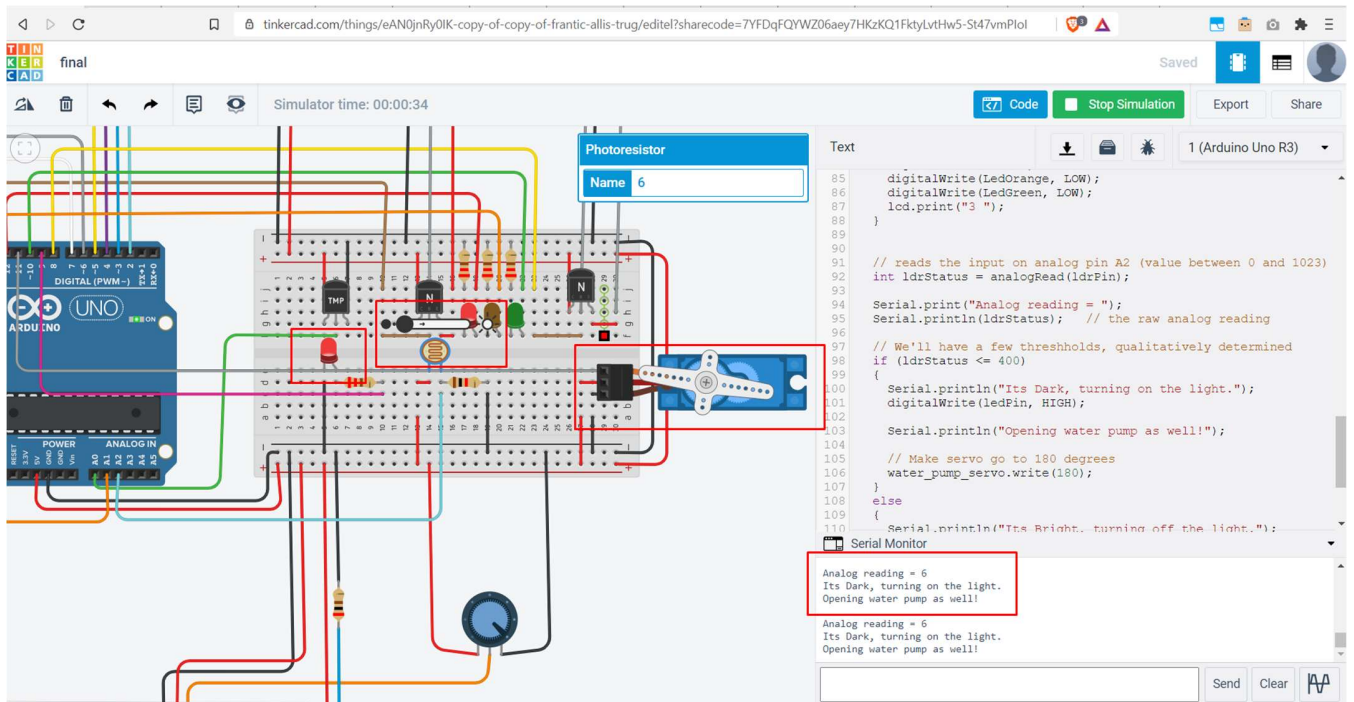 tinkercad.com/things/eAN0jnRy0lK-copy-of-copy-of-frantic-allis-trug/editel?sharecode=7YFDqFQYWZ06aey7HKzKQ1FktyLvtHw5-St47vmPIoI
TIN
KER
CAD
final
Saved
Simulator time: 00:00:34
Code
Stop Simulation
Export
Share
Photoresistor
Name 6
Text
1 (Arduino Uno R3)
85
86 digitalWrite(LedOrange, LOW);
digitalWrite(LedGreen, LOW);
87 lcd.print("3 ");
88 }
89
90
91 // reads the input on analog pin A2 (value between 0 and 1023)
92 int ldrStatus = analogRead(ldrPin);
93
94 Serial.print("Analog reading = ");
95 Serial.println(ldrStatus); // the raw analog reading
96
97 // We'll have a few threshholds, qualitatively determined
98 if (ldrStatus <= 400)
99 {
100 Serial.println("Its Dark, turning on the light.");
101 digitalWrite(ledPin, HIGH);
102
103 Serial.println("Opening water pump as well!");
104
105 // Make servo go to 180 degrees
106 water_pump_servo.write(180);
107 }
108 else
109 {
110 Serial.println("Its Bright, turning off the light.");
Serial Monitor
Analog reading = 6
Its Dark, turning on the light.
Opening water pump as well!
Analog reading = 6
Its Dark, turning on the light.
Opening water pump as well!
Send
Clear
DIGITAL (PWM~)
TX→1
RX←0
UNO
ON
ARDUINO
TMP
N
N
POWER
ANALOG IN
RESET
3.3V
5V
GND
GND
Vin
A0
A1
A2
A3
A4
A5